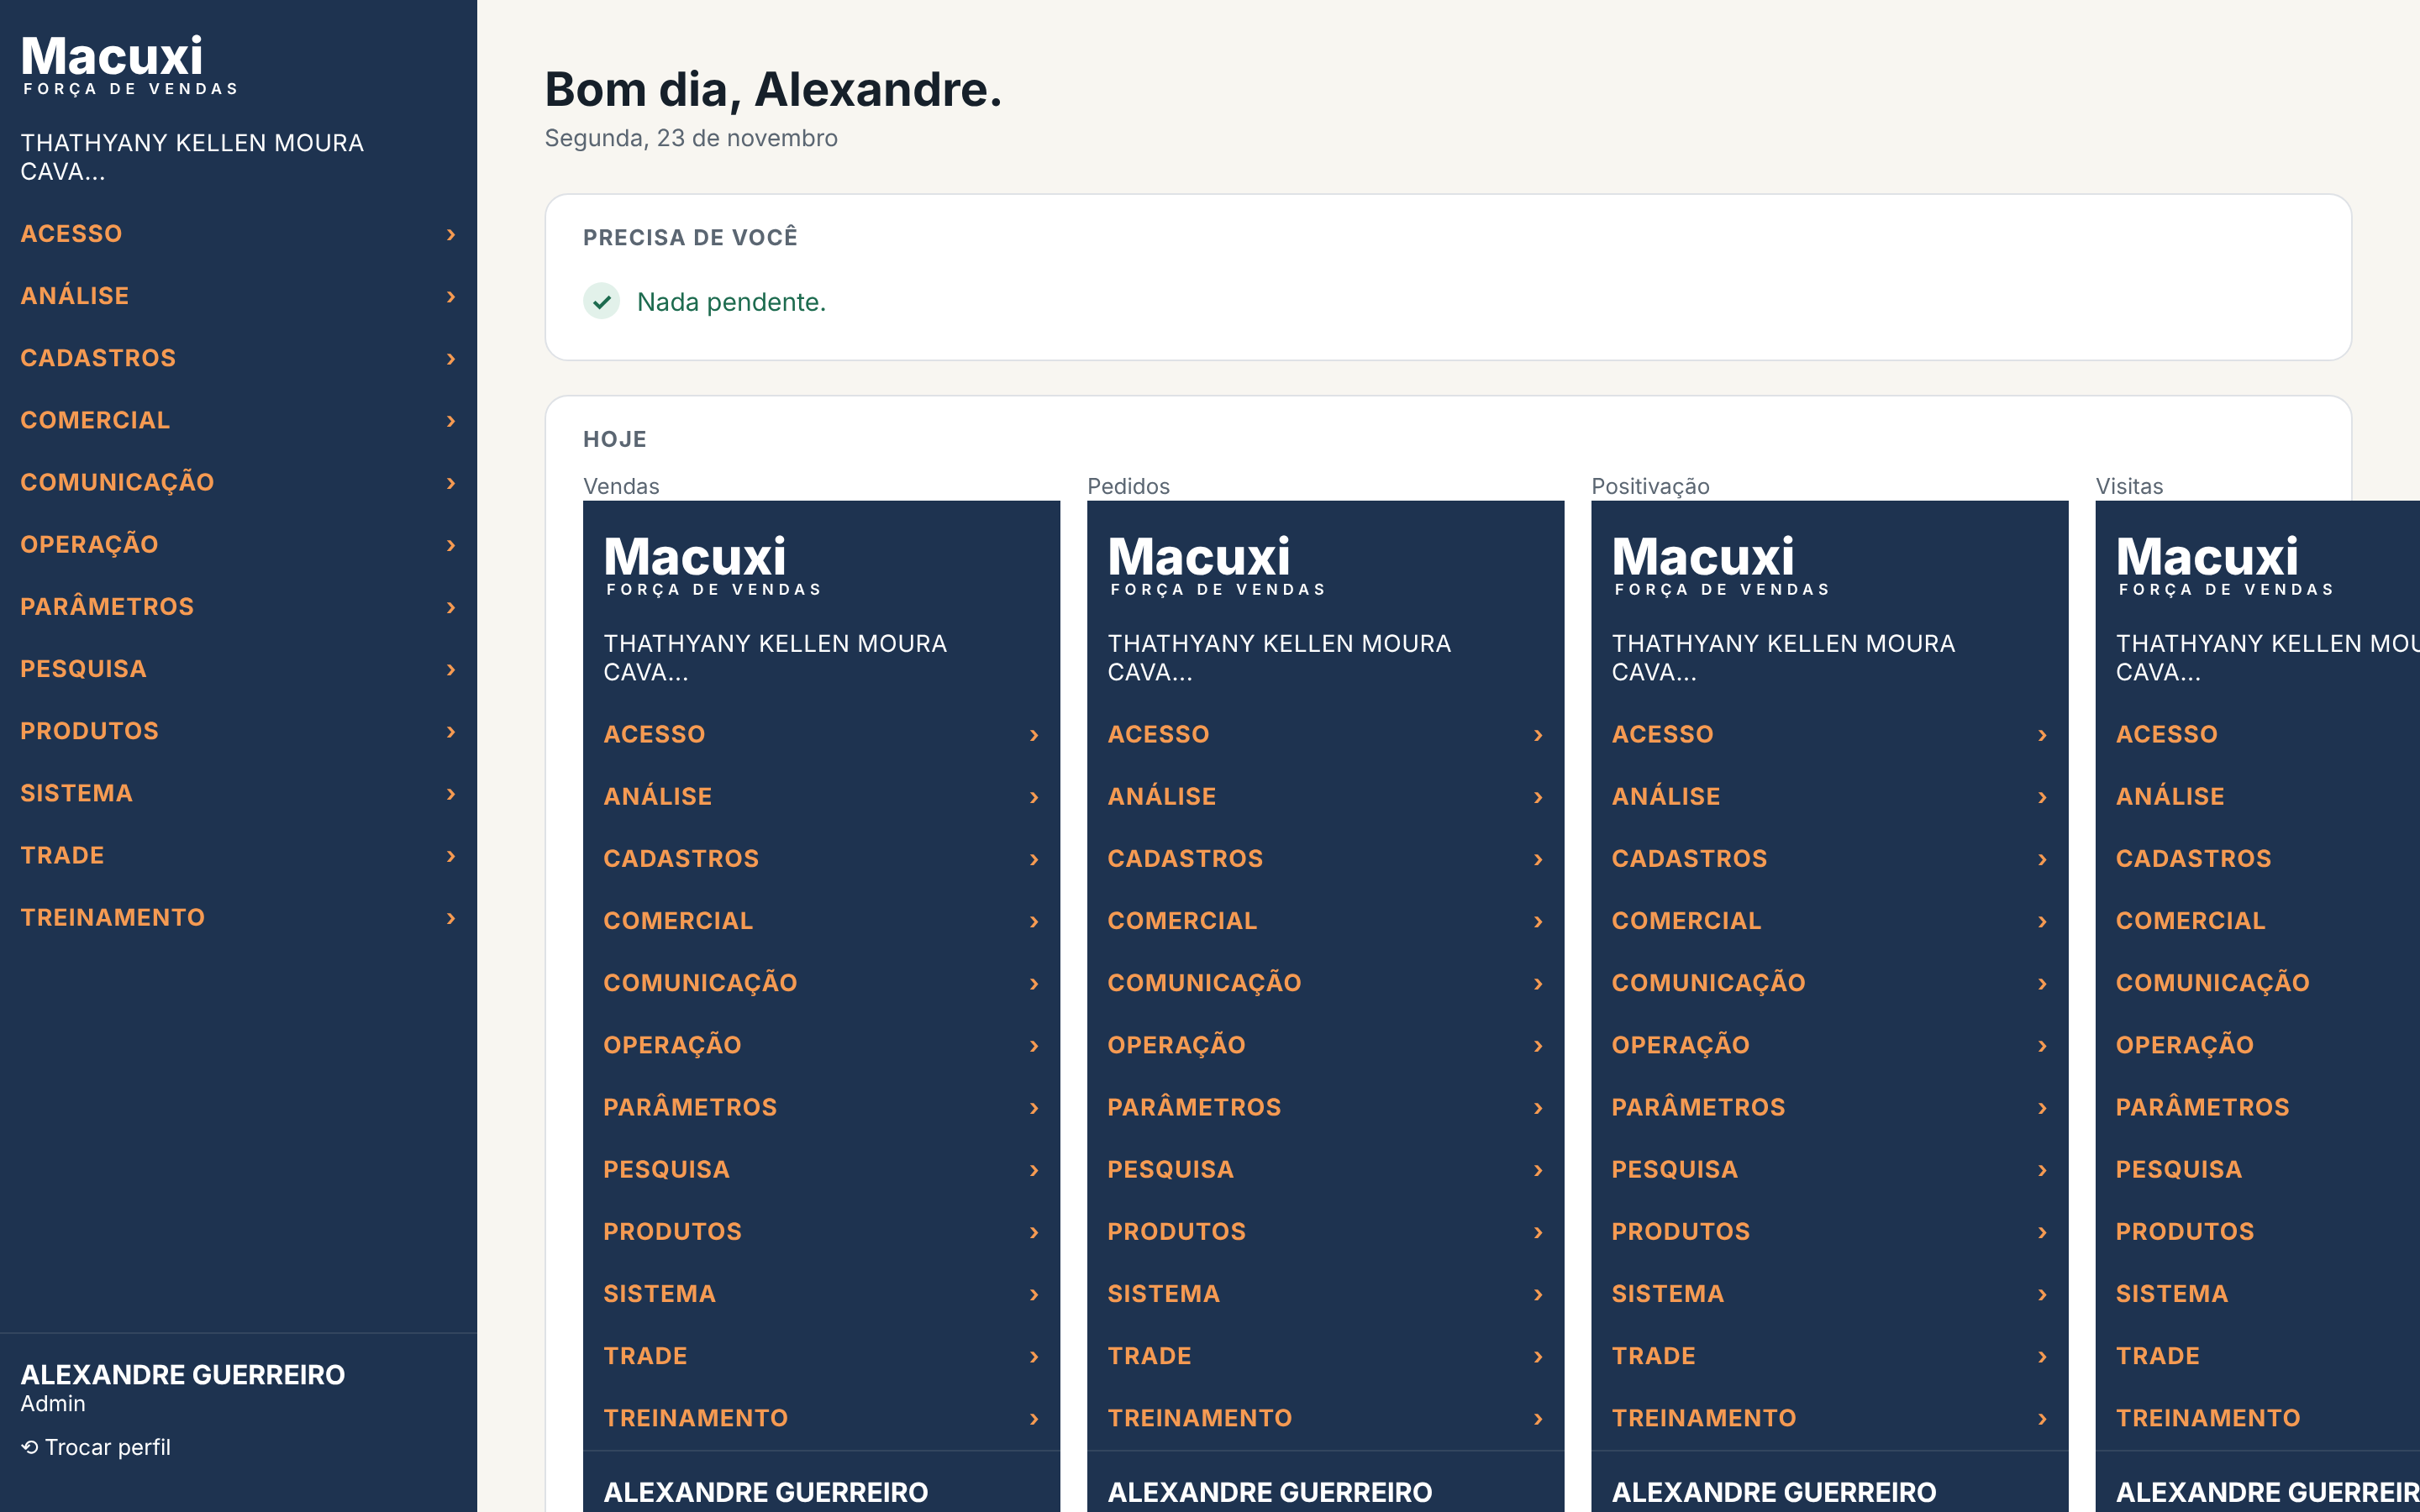 Macuxi
FORÇA DE VENDAS
THATHYANY KELLEN MOURA
CAVA...
ACESSO ›
ANÁLISE ›
CADASTROS ›
COMERCIAL ›
COMUNICAÇÃO ›
OPERAÇÃO ›
PARÂMETROS ›
PESQUISA ›
PRODUTOS ›
SISTEMA ›
TRADE ›
TREINAMENTO ›
ALEXANDRE GUERREIRO
Admin
⟲ Trocar perfil
Bom dia, Alexandre.
Segunda, 23 de novembro
PRECISA DE VOCÊ
Nada pendente.
HOJE
Vendas
Macuxi
FORÇA DE VENDAS
THATHYANY KELLEN MOURA
CAVA...
ACESSO ›
ANÁLISE ›
CADASTROS ›
COMERCIAL ›
COMUNICAÇÃO ›
OPERAÇÃO ›
PARÂMETROS ›
PESQUISA ›
PRODUTOS ›
SISTEMA ›
TRADE ›
TREINAMENTO ›
ALEXANDRE GUERREIRO
Pedidos
Macuxi
FORÇA DE VENDAS
THATHYANY KELLEN MOURA
CAVA...
ACESSO ›
ANÁLISE ›
CADASTROS ›
COMERCIAL ›
COMUNICAÇÃO ›
OPERAÇÃO ›
PARÂMETROS ›
PESQUISA ›
PRODUTOS ›
SISTEMA ›
TRADE ›
TREINAMENTO ›
ALEXANDRE GUERREIRO
Positivação
Macuxi
FORÇA DE VENDAS
THATHYANY KELLEN MOURA
CAVA...
ACESSO ›
ANÁLISE ›
CADASTROS ›
COMERCIAL ›
COMUNICAÇÃO ›
OPERAÇÃO ›
PARÂMETROS ›
PESQUISA ›
PRODUTOS ›
SISTEMA ›
TRADE ›
TREINAMENTO ›
ALEXANDRE GUERREIRO
Visitas
Macuxi
FORÇA DE VENDAS
THATHYANY KELLEN MOU
CAVA...
ACESSO
ANÁLISE
CADASTROS
COMERCIAL
COMUNICAÇÃO
OPERAÇÃO
PARÂMETROS
PESQUISA
PRODUTOS
SISTEMA
TRADE
TREINAMENTO
ALEXANDRE GUERREIR